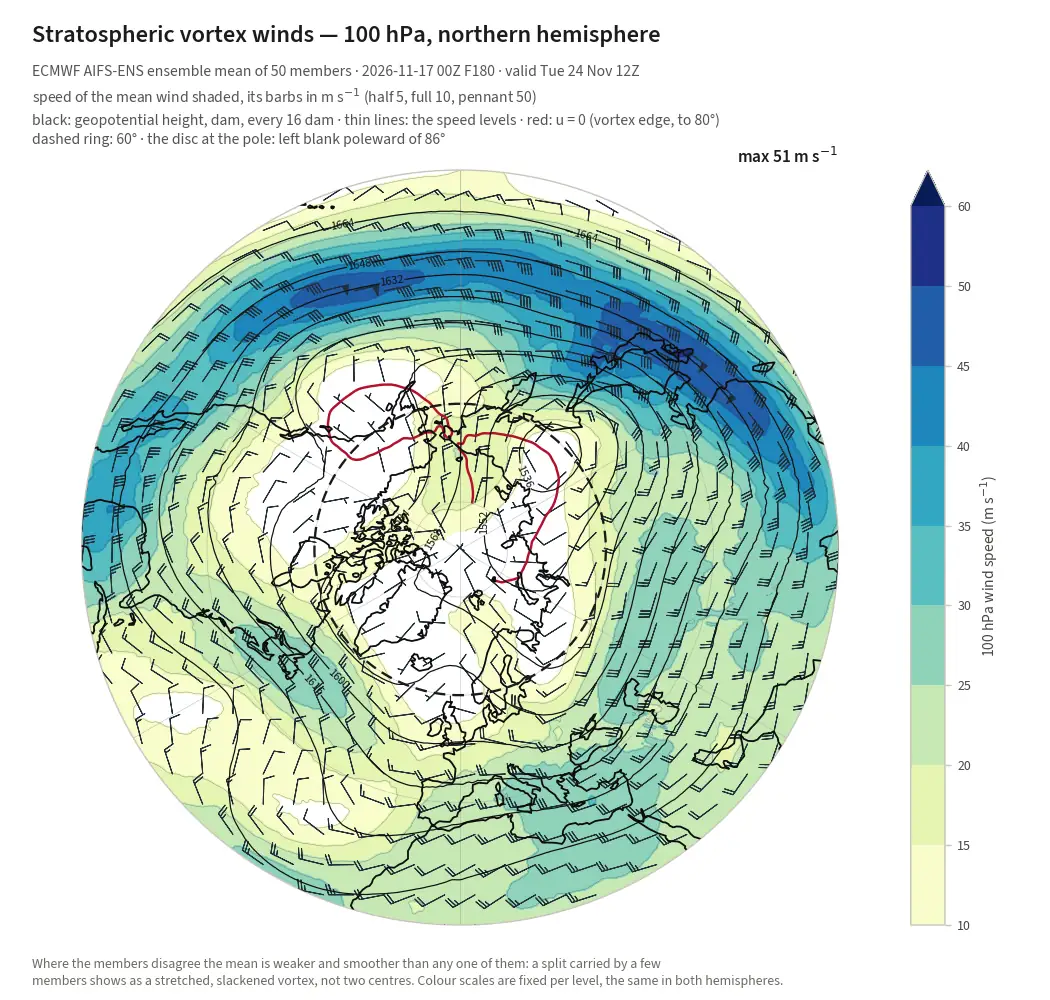 Stratospheric vortex winds — 100 hPa, northern hemisphere
ECMWF AIFS-ENS ensemble mean of 50 members · 2026-11-17 00Z F180 · valid Tue 24 Nov 12Z
speed of the mean wind shaded, its barbs in m s⁻¹ (half 5, full 10, pennant 50)
black: geopotential height, dam, every 16 dam · thin lines: the speed levels · red: u = 0 (vortex edge, to 80°)
dashed ring: 60° · the disc at the pole: left blank poleward of 86°
max 51 m s⁻¹
1664
1664
1648
1632
1536
1552
1616
1600
60
50
45
40
35
30
25
20
15
10
100 hPa wind speed (m s⁻¹)
Where the members disagree the mean is weaker and smoother than any one of them: a split carried by a few
members shows as a stretched, slackened vortex, not two centres. Colour scales are fixed per level, the same in both hemispheres.